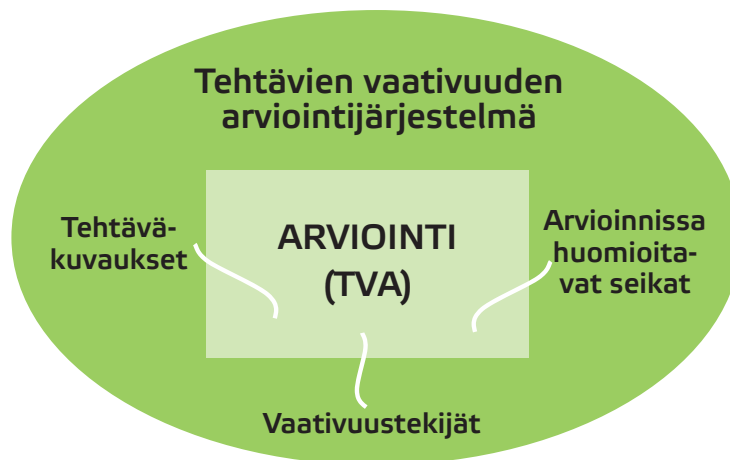 Tehtävien vaativuuden
arviointijärjestelmä
Tehtävä-
kuvaukset
ARVIOINTI
(TVA)
Arvioinnissa
huomioita-
vat seikat
Vaativuustekijät